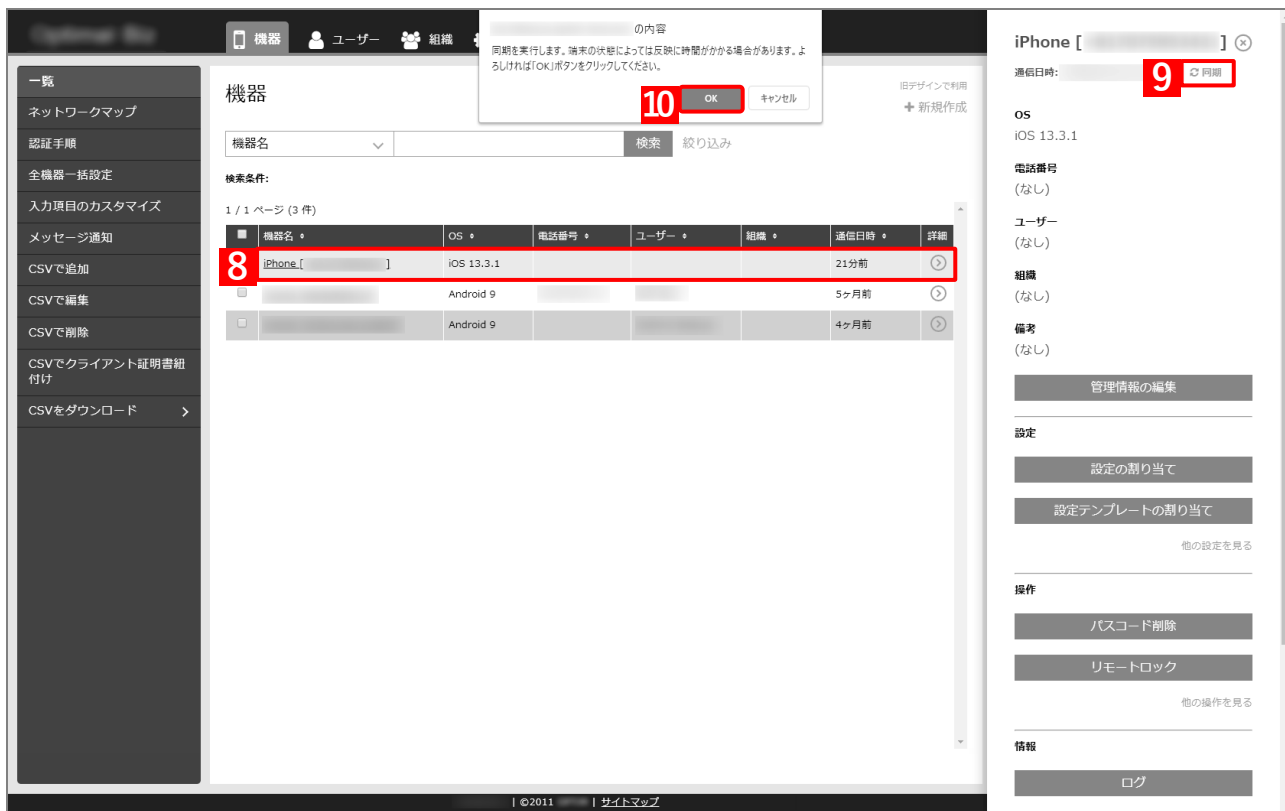 機器
ユーザー
組織
の内容
同期を実行します。端末の状態によっては反映に時間がかかる場合があります。よ
ろしければ「OK」ボタンをクリックしてください。
10
OK
キャンセル
一覧
ネットワークマップ
認証手順
全機器一括設定
入力項目のカスタマイズ
メッセージ通知
CSVで追加
CSVで編集
CSVで削除
CSVでクライアント証明書紐
付け
CSVをダウンロード
機器
旧デザインで利用
+ 新規作成
機器名
検索
絞り込み
検索条件:
1 / 1 ページ (3 件)
機器名 OS 電話番号 ユーザー 組織 通信日時 詳細
8
iPhone [ ] iOS 13.3.1 21分前
Android 9 5ヶ月前
Android 9 4ヶ月前
iPhone [ ]
通信日時:
9
同期
OS
iOS 13.3.1
電話番号
(なし)
ユーザー
(なし)
組織
(なし)
備考
(なし)
管理情報の編集
設定
設定の割り当て
設定テンプレートの割り当て
他の設定を見る
操作
パスコード削除
リモートロック
他の操作を見る
情報
ログ
| ©2011 | サイトマップ